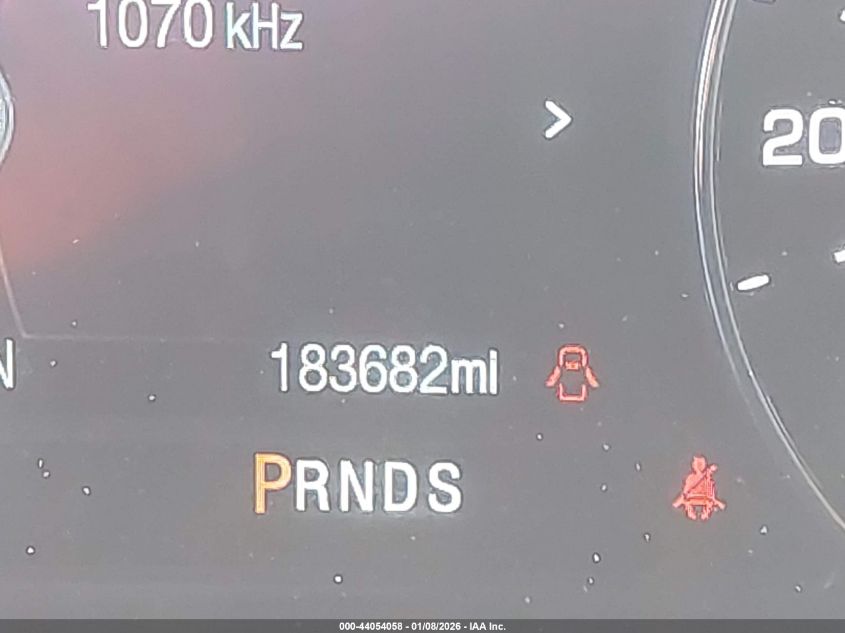 1070 kHz
>
20
N
183682mi
PRNDS
000-44054058 - 01/08/2026 - IAA Inc.